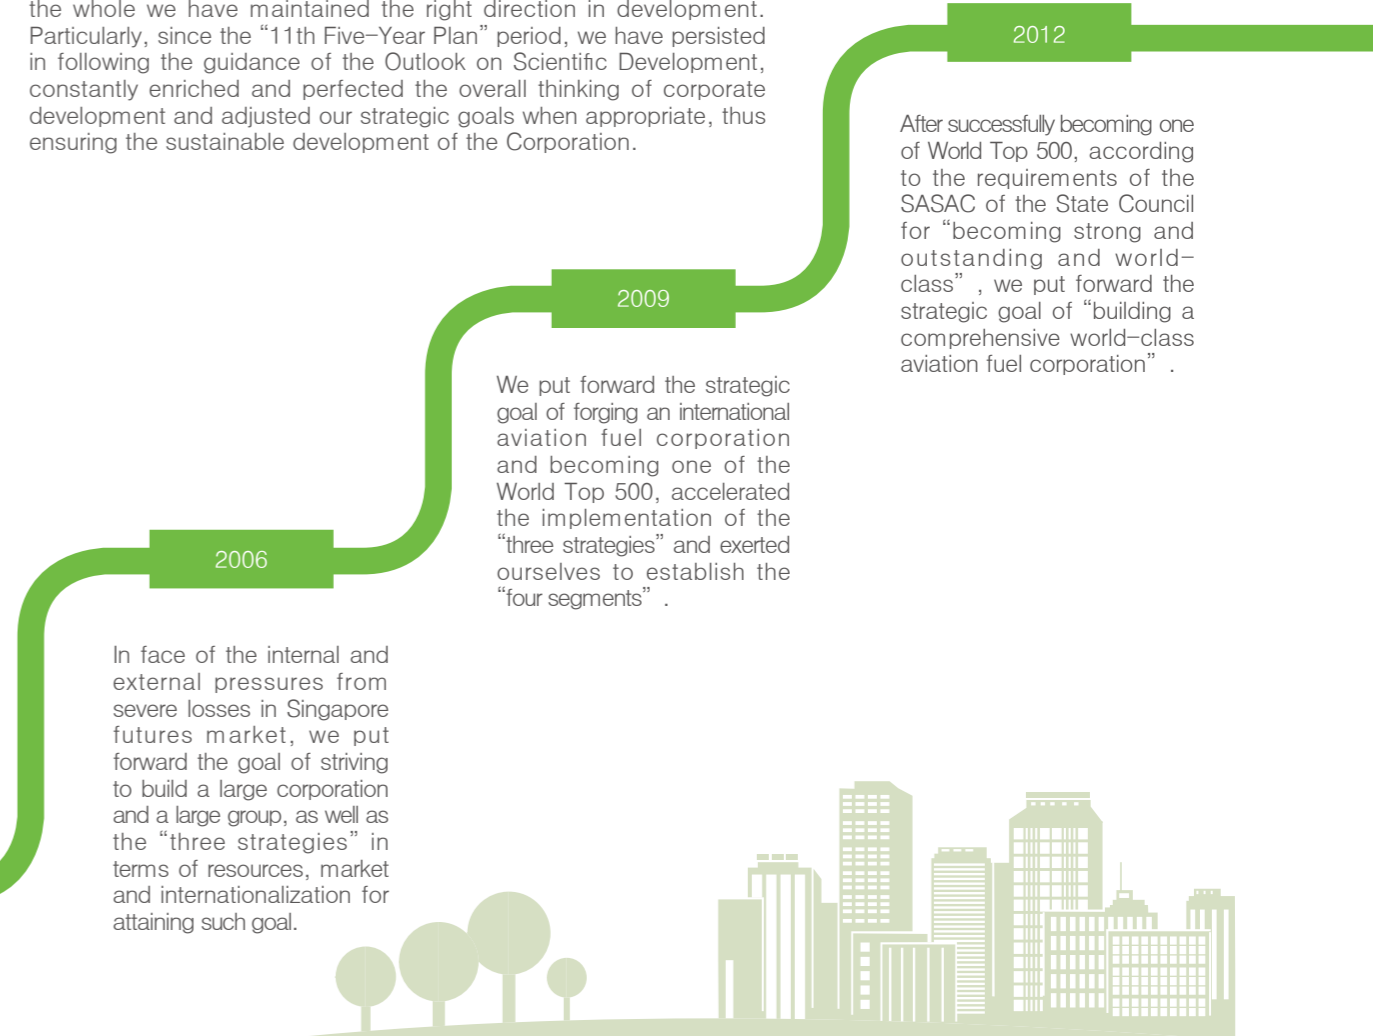 the whole we have maintained the right direction in development.
Particularly, since the “11th Five-Year Plan” period, we have persisted
in following the guidance of the Outlook on Scientific Development,
constantly enriched and perfected the overall thinking of corporate
development and adjusted our strategic goals when appropriate, thus
ensuring the sustainable development of the Corporation.
2012
After successfully becoming one
of World Top 500, according
to the requirements of the
SASAC of the State Council
for “becoming strong and
outstanding and world-
class” , we put forward the
strategic goal of “building a
comprehensive world-class
aviation fuel corporation” .
2009
We put forward the strategic
goal of forging an international
aviation fuel corporation
and becoming one of the
World Top 500, accelerated
the implementation of the
“three strategies” and exerted
ourselves to establish the
“four segments” .
2006
In face of the internal and
external pressures from
severe losses in Singapore
futures market, we put
forward the goal of striving
to build a large corporation
and a large group, as well as
the “three strategies” in
terms of resources, market
and internationalization for
attaining such goal.